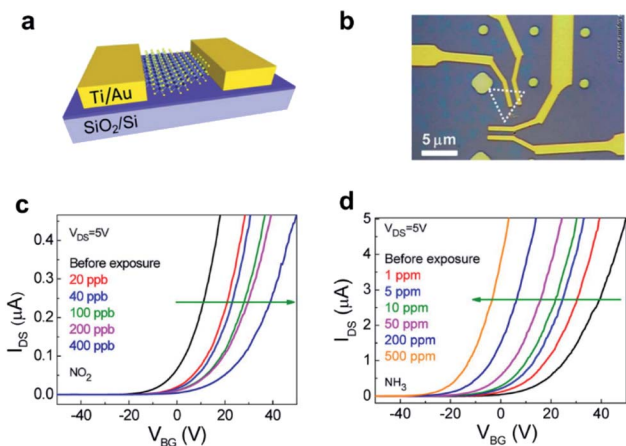 a
Ti/Au
SiO2/Si
b
5 μm
c
VDS=5V
Before exposure
20 ppb
40 ppb
100 ppb
200 ppb
400 ppb
NO2
IDS (μA)
0.4
0.3
0.2
0.1
0.0
-40 -20 0 20 40
VBG (V)
d
VDS=5V
Before exposure
1 ppm
5 ppm
10 ppm
50 ppm
200 ppm
500 ppm
NH3
IDS (μA)
5
4
3
2
1
0
-40 -20 0 20 40
VBG (V)